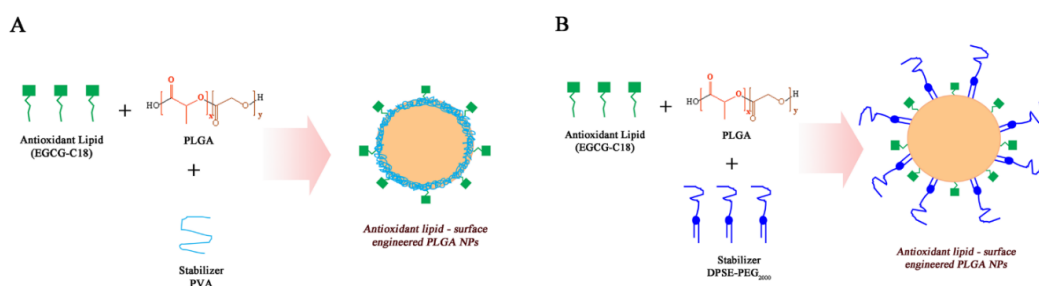 A
Antioxidant Lipid
(EGCG-C18)
+
HO
O
O
O
O
H
x
y
PLGA
+
Stabilizer
PVA
Antioxidant lipid - surface
engineered PLGA NPs
B
Antioxidant Lipid
(EGCG-C18)
+
HO
O
O
O
O
H
x
y
PLGA
+
Stabilizer
DPSE-PEG2000
Antioxidant lipid - surface
engineered PLGA NPs